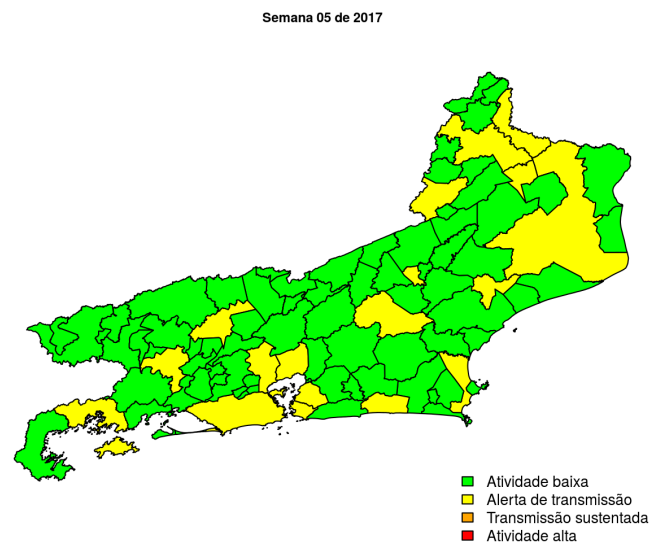 Semana 05 de 2017
Atividade baixa
Alerta de transmissão
Transmissão sustentada
Atividade alta